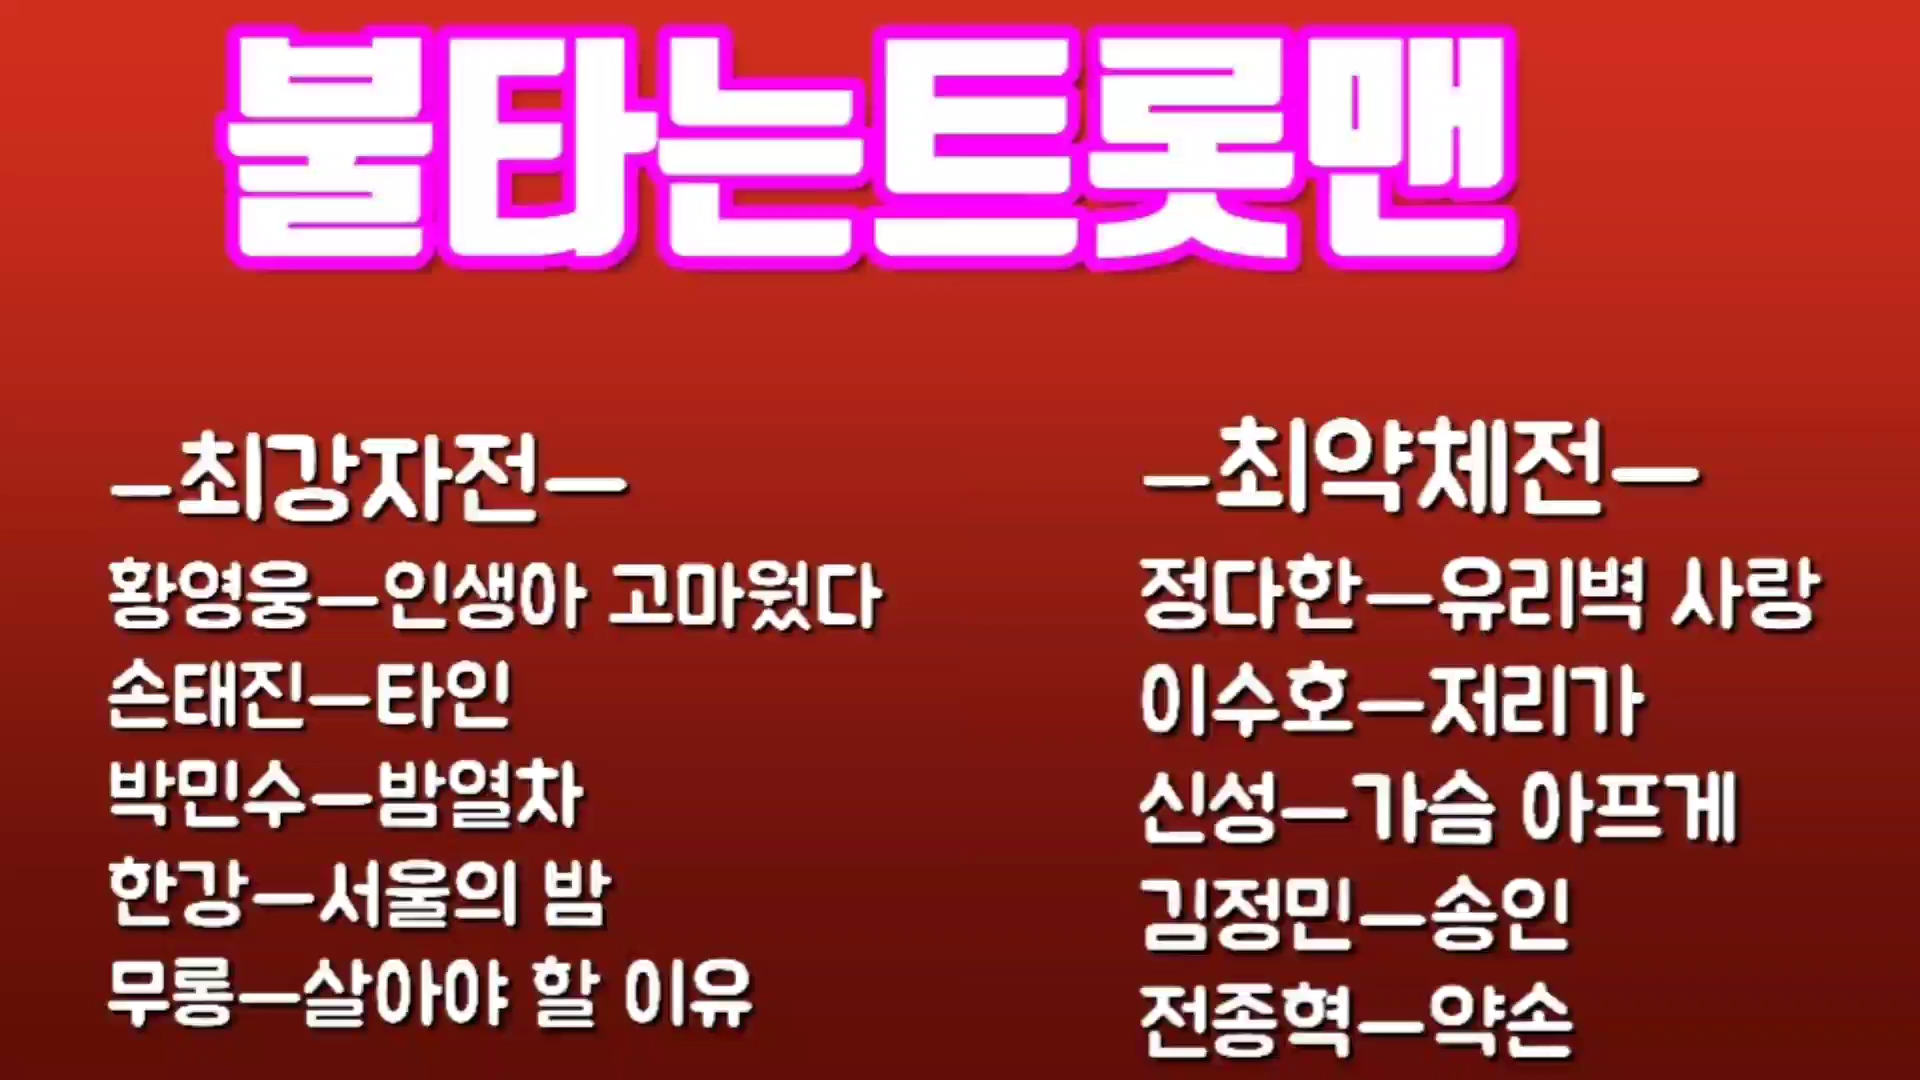 불타는트롯맨
–최강자전–
황영웅–인생아 고마웠다
손태진–타인
박민수–밤열차
한강–서울의 밤
무룡–살아야 할 이유
–최약체전–
정다한–유리벽 사랑
이수호–저리가
신성–가슴 아프게
김정민–송인
전종혁–약손